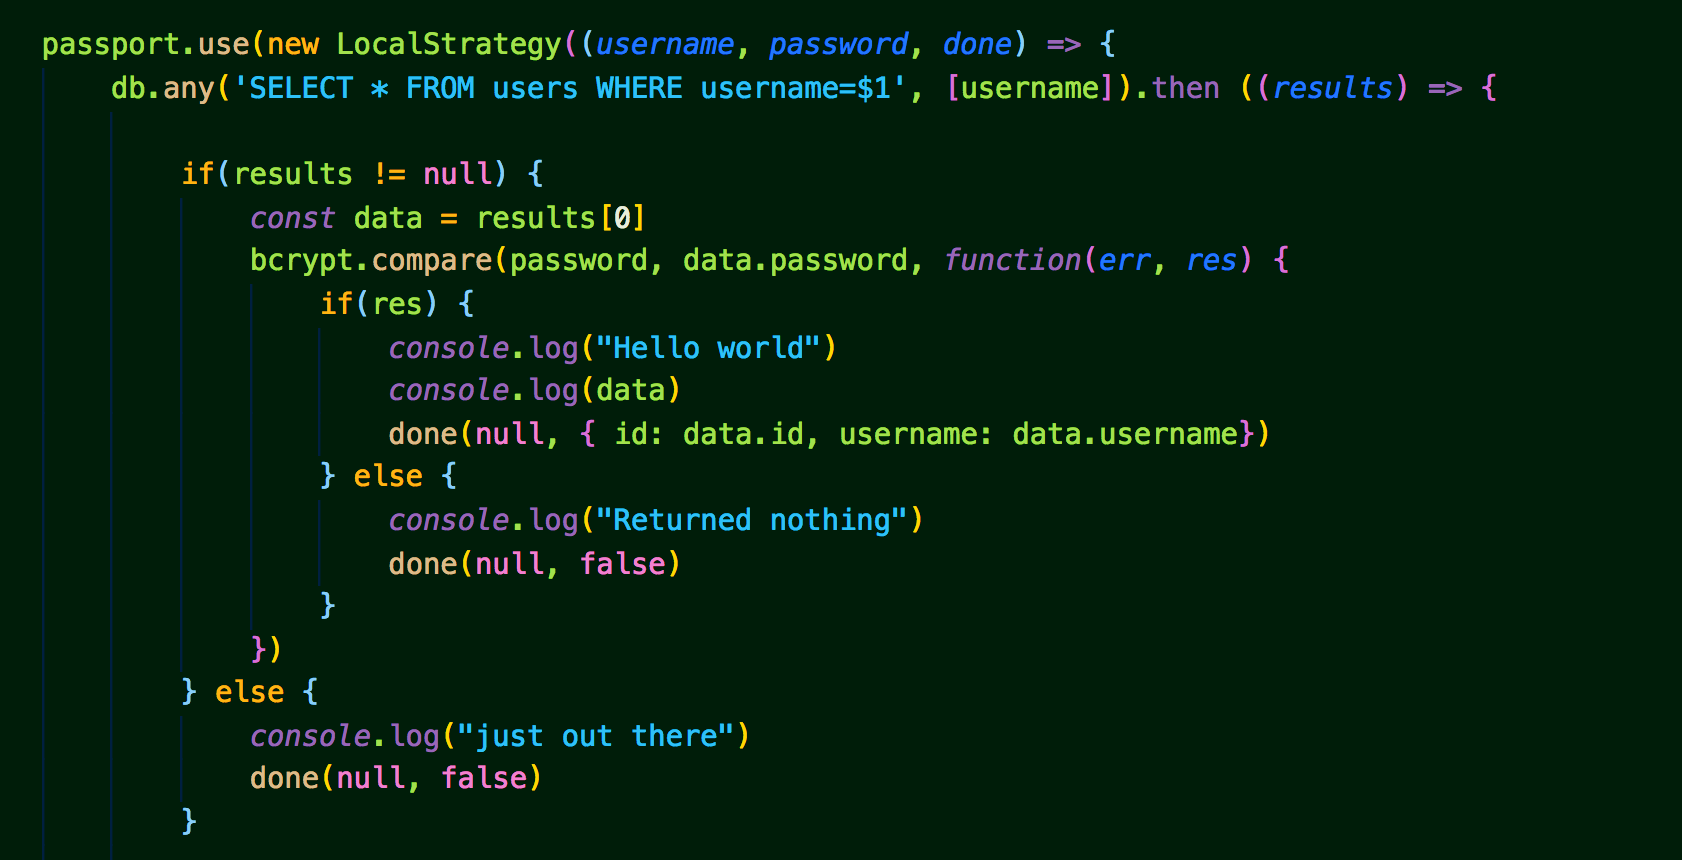 passport.use(new LocalStrategy((username, password, done) => {
db.any('SELECT * FROM users WHERE username=$1', [username]).then ((results) => {
if(results != null) {
const data = results[0]
bcrypt.compare(password, data.password, function(err, res) {
if(res) {
console.log("Hello world")
console.log(data)
done(null, { id: data.id, username: data.username})
} else {
console.log("Returned nothing")
done(null, false)
}
})
} else {
console.log("just out there")
done(null, false)
}